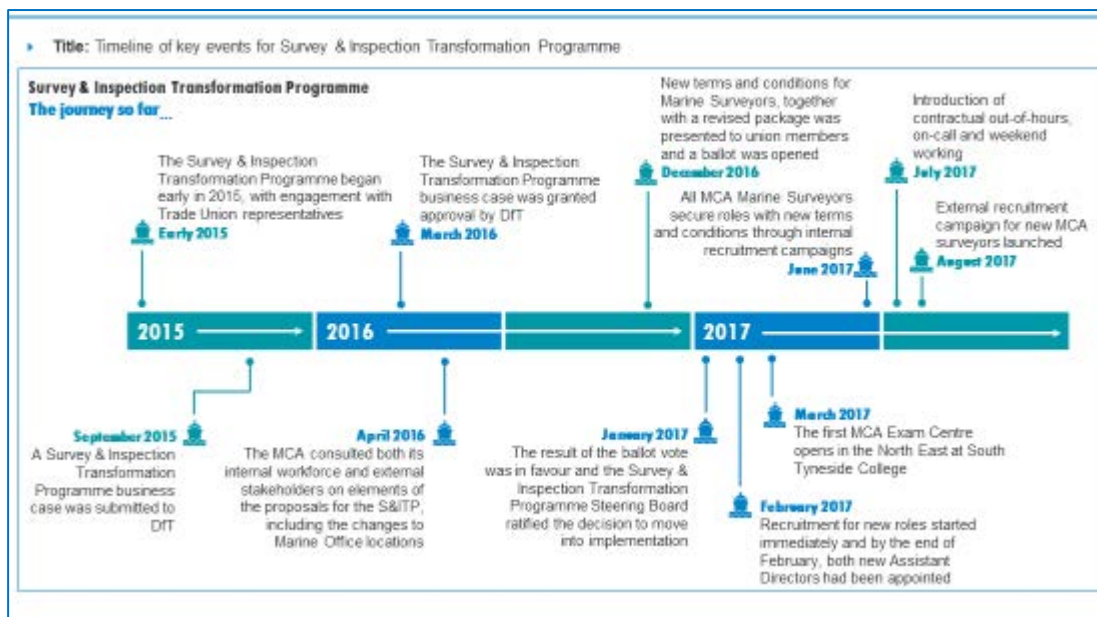 Title: Timeline of key events for Survey & Inspection Transformation Programme
Survey & Inspection Transformation Programme
The journey so far...
The Survey & Inspection
Transformation Programme began
early in 2015, with engagement with
Trade Union representatives
Early 2015
The Survey & Inspection
Transformation Programme
business case was granted
approval by DfT
March 2016
New terms and conditions for
Marine Surveyors, together
with a revised package was
presented to union members
and a ballot was opened
December 2016
All MCA Marine Surveyors
secure roles with new terms
and conditions through internal
recruitment campaigns
June 2017
Introduction of
contractual out-of-hours,
on-call and weekend
working
July 2017
External recruitment
campaign for new MCA
surveyors launched
August 2017
2015
2016
2017
September 2015
A Survey & Inspection
Transformation
Programme business
case was submitted to
DfT
April 2016
The MCA consulted both its
internal workforce and external
stakeholders on elements of
the proposals for the S&ITP,
including the changes to
Marine Office locations
January 2017
The result of the ballot vote
was in favour and the Survey &
Inspection Transformation
Programme Steering Board
ratified the decision to move
into implementation
March 2017
The first MCA Exam Centre
opens in the North East at South
Tyneside College
February 2017
Recruitment for new roles started
immediately and by the end of
February, both new Assistant
Directors had been appointed